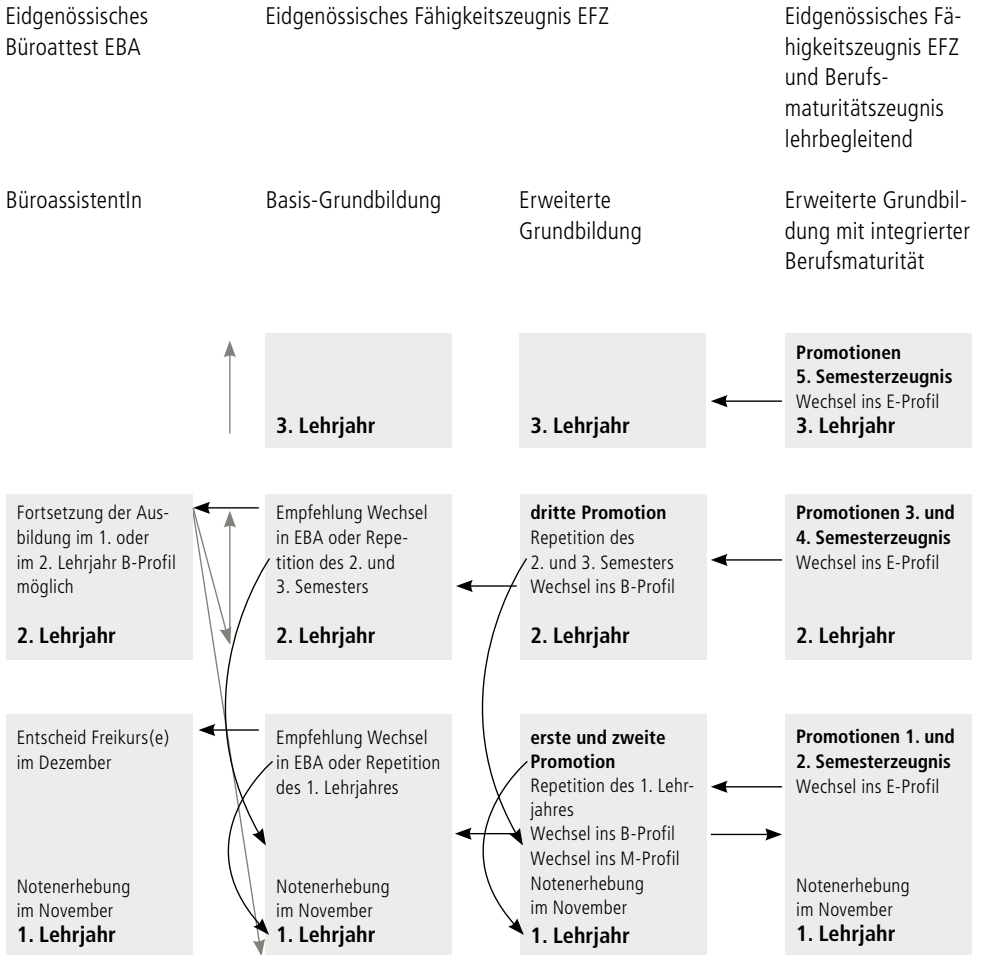 Eidgenössisches
Büroattest EBA
Eidgenössisches Fähigkeitszeugnis EFZ
Eidgenössisches Fä-
higkeitszeugnis EFZ
und Berufs-
maturitätszeugnis
lehrbegleitend
BüroassistentIn
Basis-Grundbildung
Erweiterte
Grundbildung
Erweiterte Grundbil-
dung mit integrierter
Berufsmaturität
3. Lehrjahr
3. Lehrjahr
Promotionen
5. Semesterzeugnis
Wechsel ins E-Profil
3. Lehrjahr
Fortsetzung der Aus-
bildung im 1. oder
im 2. Lehrjahr B-Profil
möglich
2. Lehrjahr
Empfehlung Wechsel
in EBA oder Repe-
tition des 2. und
3. Semesters
2. Lehrjahr
dritte Promotion
Repetition des
2. und 3. Semesters
Wechsel ins B-Profil
2. Lehrjahr
Promotionen 3. und
4. Semesterzeugnis
Wechsel ins E-Profil
2. Lehrjahr
Entscheid Freikurs(e)
im Dezember
Notenerhebung
im November
1. Lehrjahr
Empfehlung Wechsel
in EBA oder Repetition
des 1. Lehrjahres
Notenerhebung
im November
1. Lehrjahr
erste und zweite
Promotion
Repetition des 1. Lehr-
jahres
Wechsel ins B-Profil
Wechsel ins M-Profil
Notenerhebung
im November
1. Lehrjahr
Promotionen 1. und
2. Semesterzeugnis
Wechsel ins E-Profil
Notenerhebung
im November
1. Lehrjahr